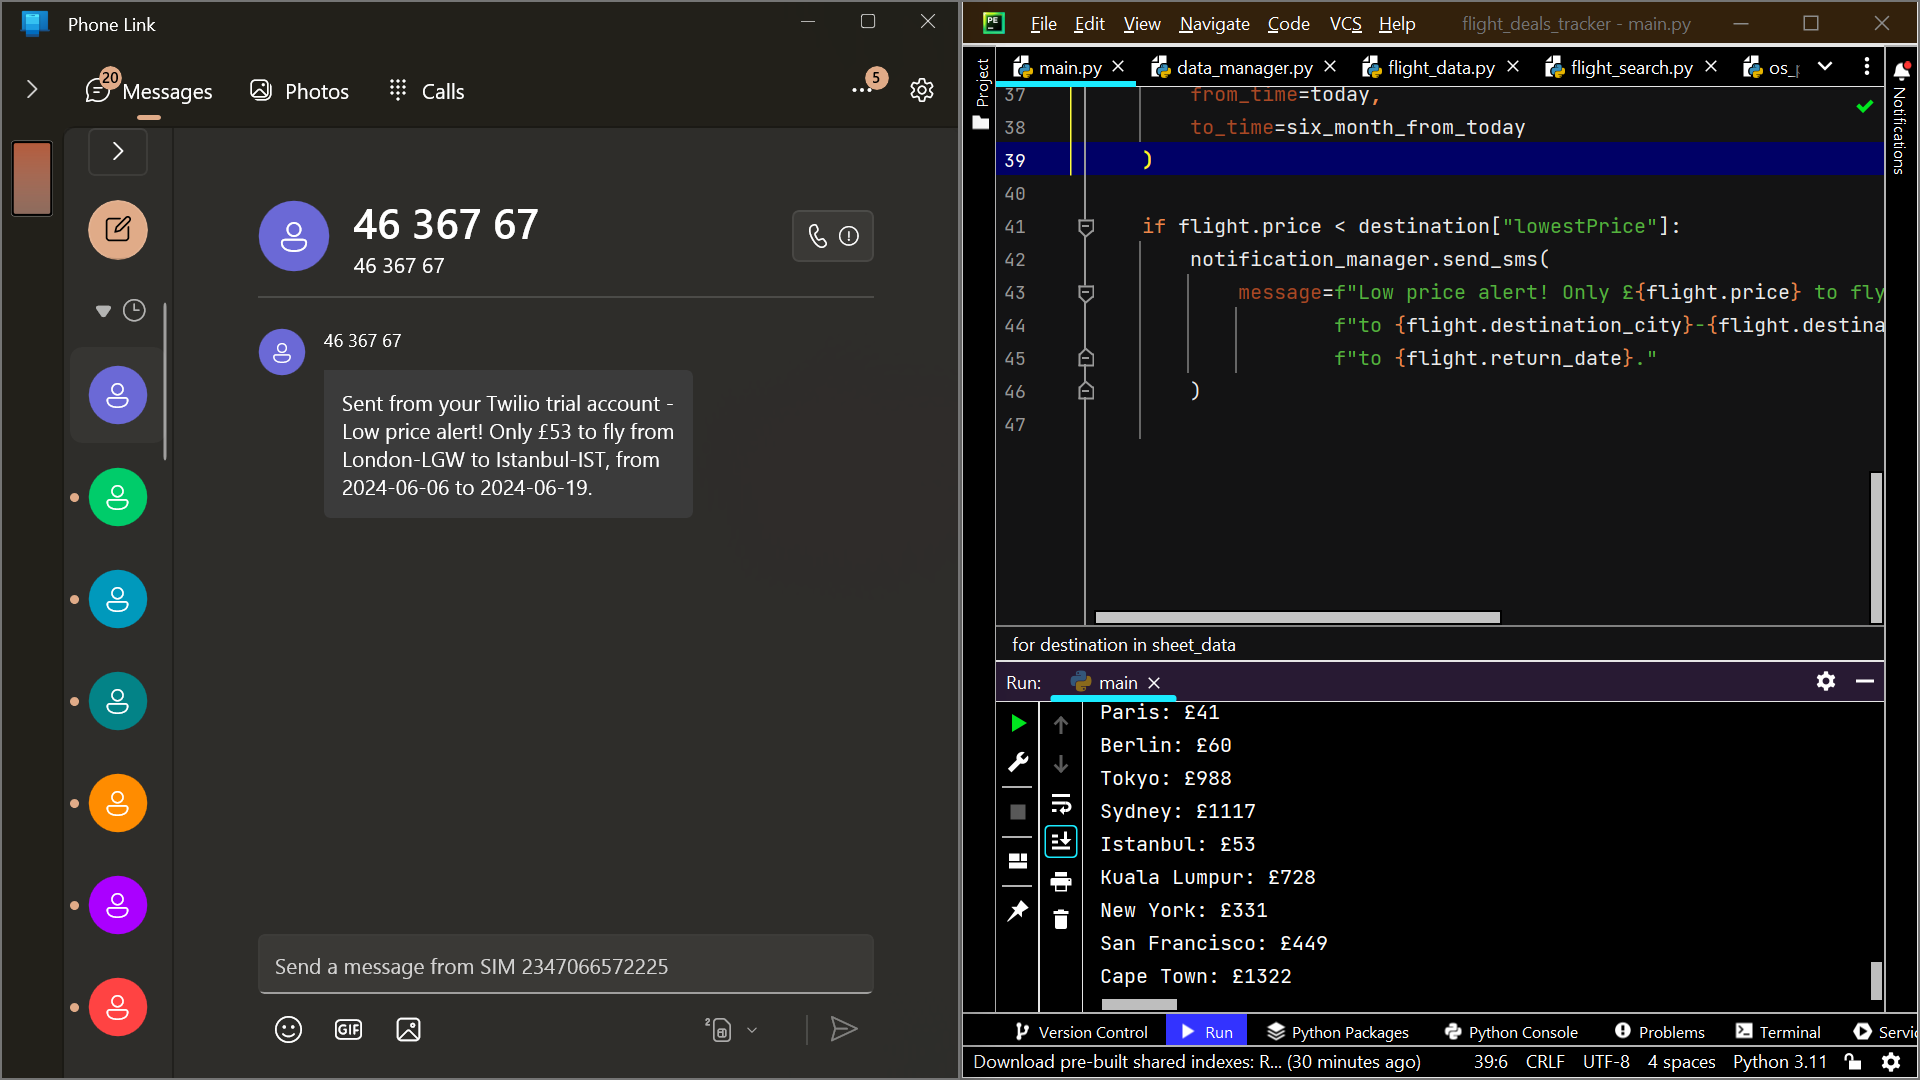 Phone Link
20
Messages
Photos
Calls
5
46 367 67
46 367 67
46 367 67
Sent from your Twilio trial account -
Low price alert! Only £53 to fly from
London-LGW to Istanbul-IST, from
2024-06-06 to 2024-06-19.
Send a message from SIM 2347066572225
GIF
2
PE
File Edit View Navigate Code VCS Help flight_deals_tracker - main.py
Project
main.py data_manager.py flight_data.py flight_search.py os_
Notifications
37 from_time=today,
38 to_time=six_month_from_today
39 )
40
41 if flight.price < destination["lowestPrice"]:
42 notification_manager.send_sms(
43 message=f"Low price alert! Only £{flight.price} to fly
44 f"to {flight.destination_city}-{flight.destina
45 f"to {flight.return_date}."
46 )
47
for destination in sheet_data
Run: main
Paris: £41
Berlin: £60
Tokyo: £988
Sydney: £1117
Istanbul: £53
Kuala Lumpur: £728
New York: £331
San Francisco: £449
Cape Town: £1322
Version Control Run Python Packages Python Console Problems Terminal Servic
Download pre-built shared indexes: R... (30 minutes ago) 39:6 CRLF UTF-8 4 spaces Python 3.11